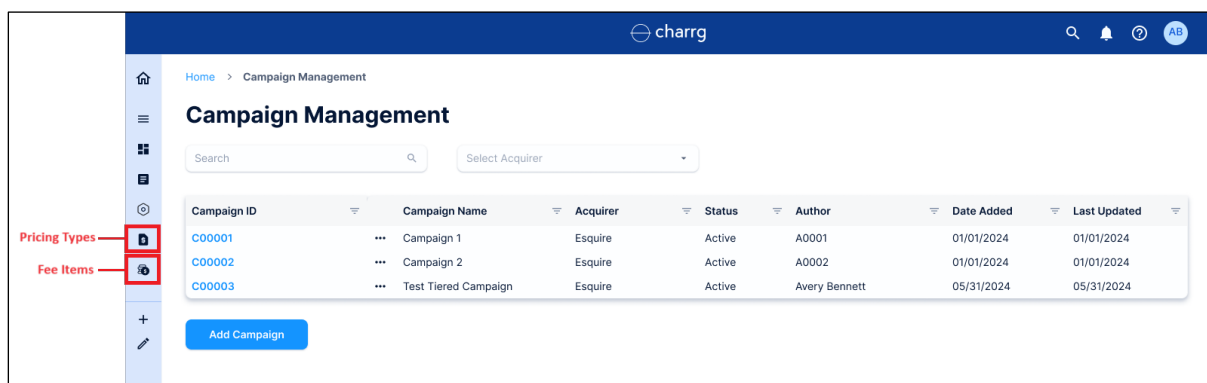 charrg
AB
Home > Campaign Management
Campaign Management
Search
Select Acquirer
Campaign ID Campaign Name Acquirer Status Author Date Added Last Updated
Pricing Types
C00001 ••• Campaign 1 Esquire Active A0001 01/01/2024 01/01/2024
Fee Items
C00002 ••• Campaign 2 Esquire Active A0002 01/01/2024 01/01/2024
C00003 ••• Test Tiered Campaign Esquire Active Avery Bennett 05/31/2024 05/31/2024
Add Campaign